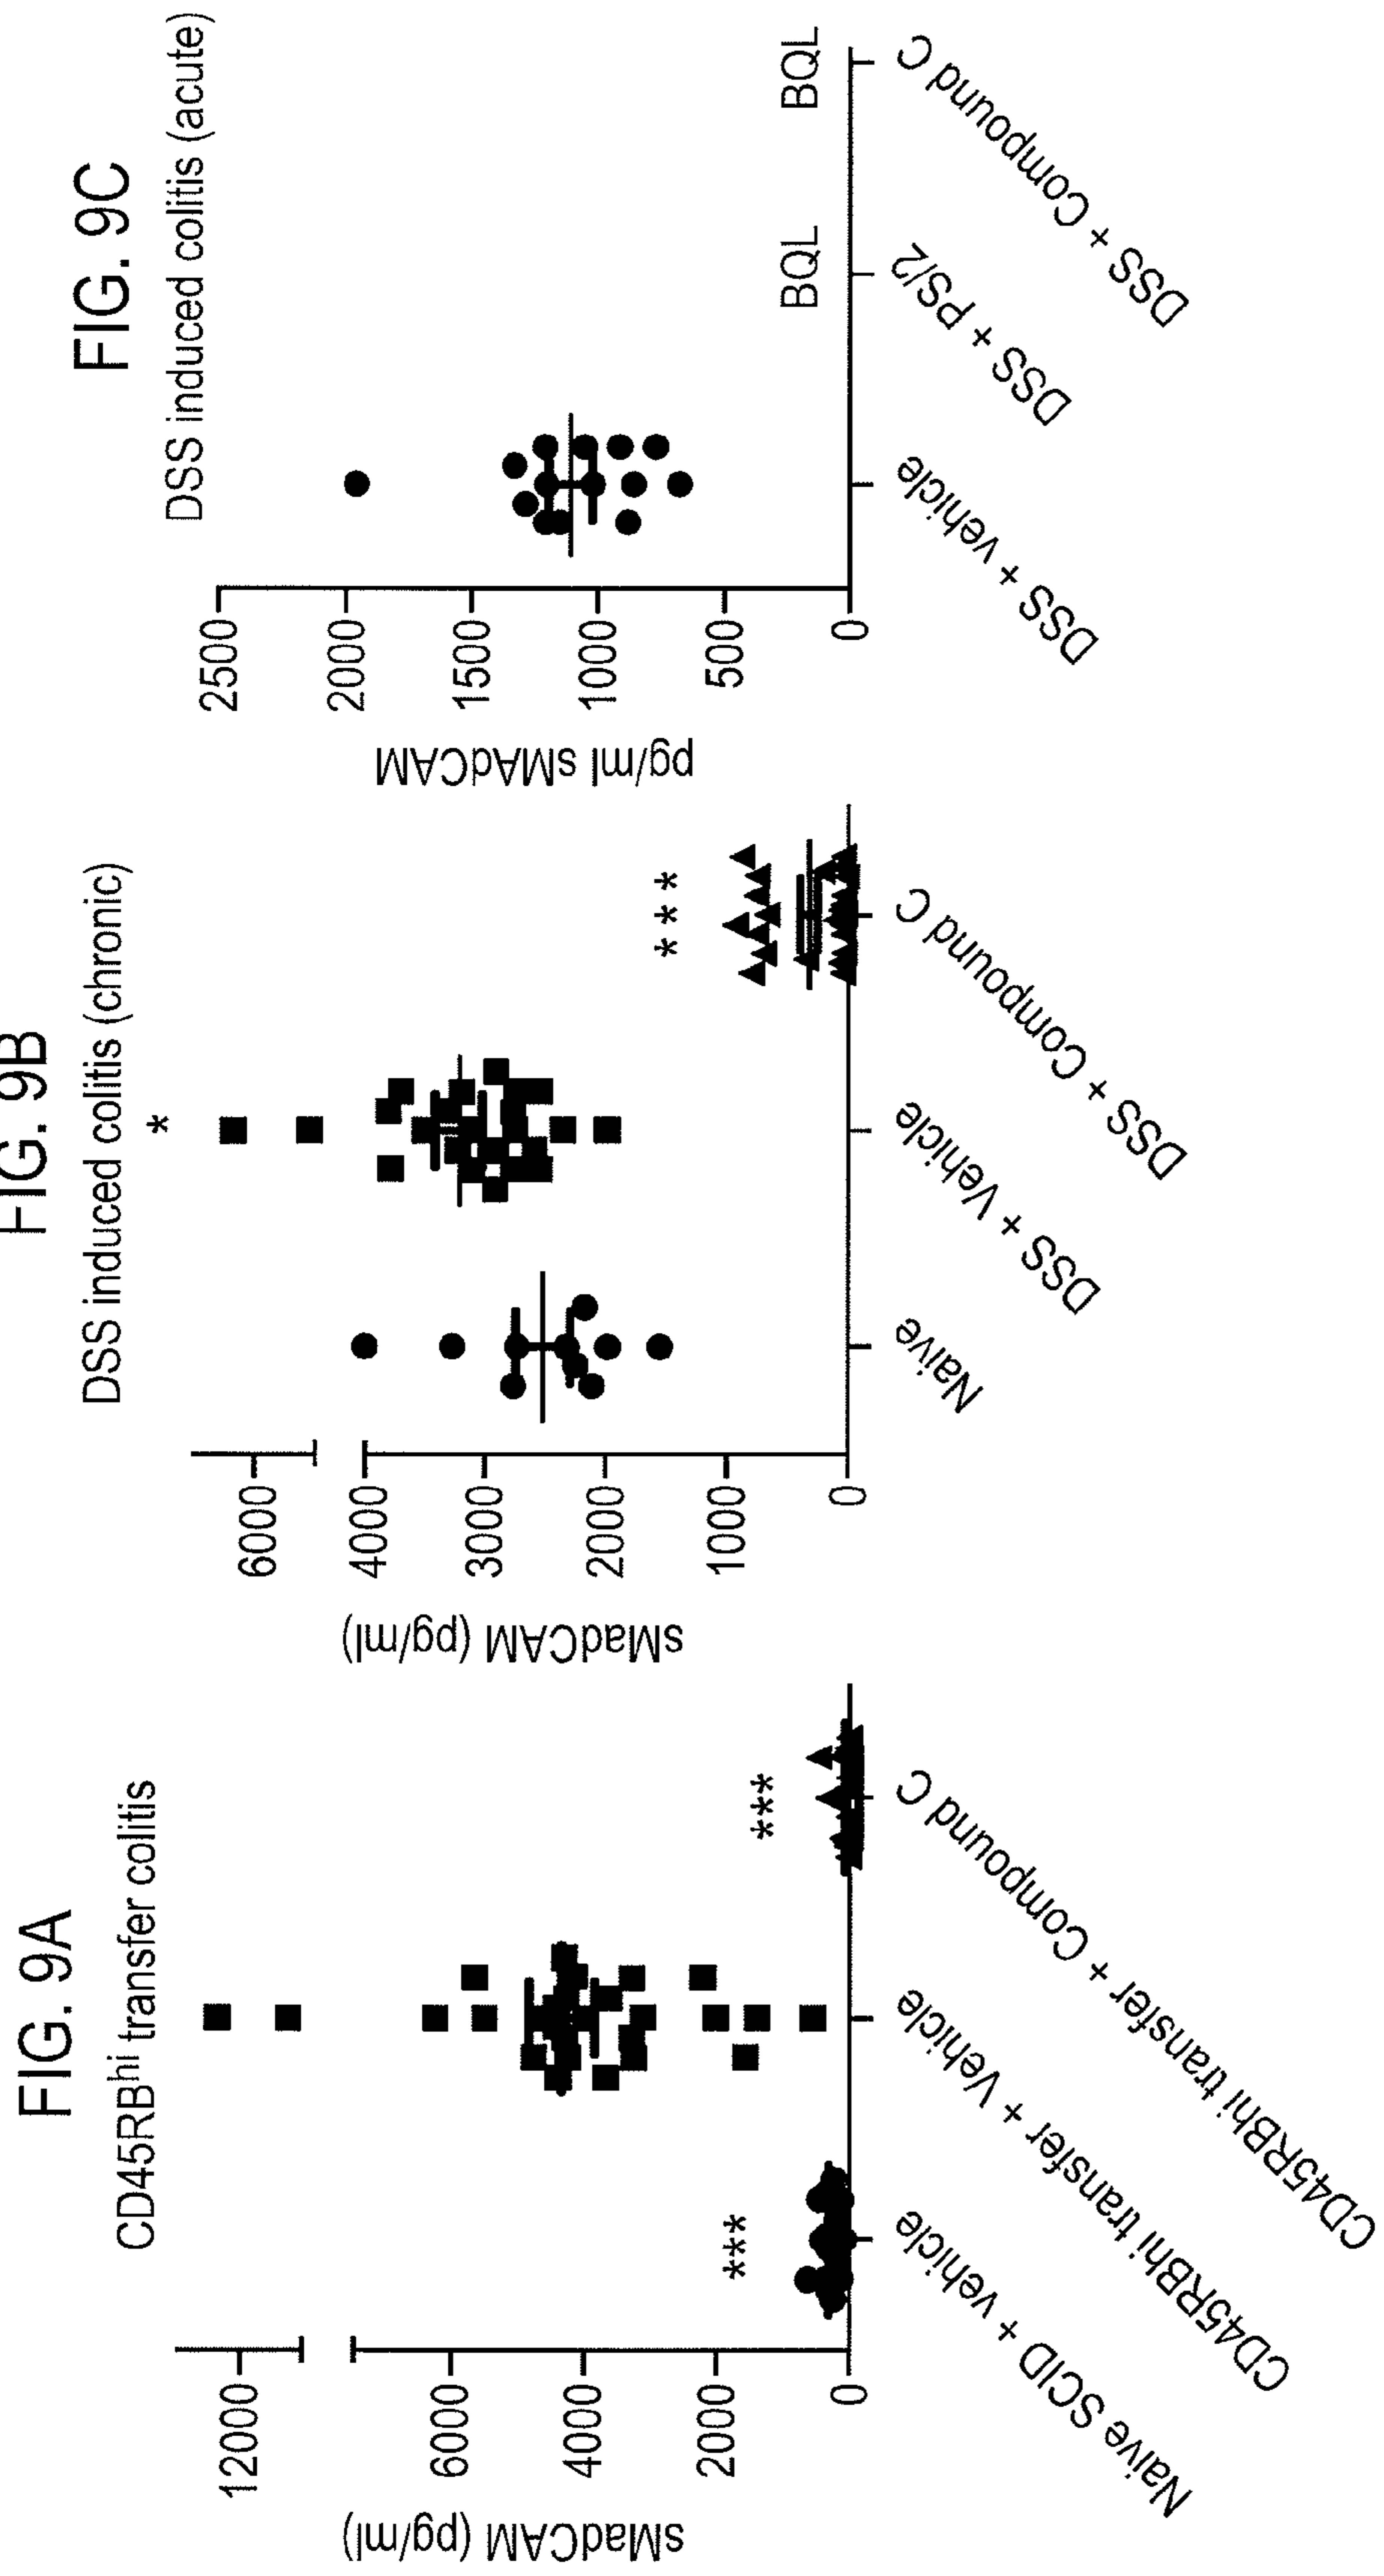 FIG. 9A
CD45RBhi transfer colitis
sMadCAM (pg/ml)
12000
6000
4000
2000
0
***
***
Naive SCID + vehicle
CD45RBhi transfer + Vehicle
CD45RBhi transfer + Compound C
FIG. 9B
DSS induced colitis (chronic)
sMadCAM (pg/ml)
6000
4000
3000
2000
1000
0
*
***
Naive
DSS + Vehicle
DSS + Compound C
FIG. 9C
DSS induced colitis (acute)
pg/ml sMAdCAM
2500
2000
1500
1000
500
0
BQL
BQL
DSS + vehicle
DSS + PS/2
DSS + Compound C